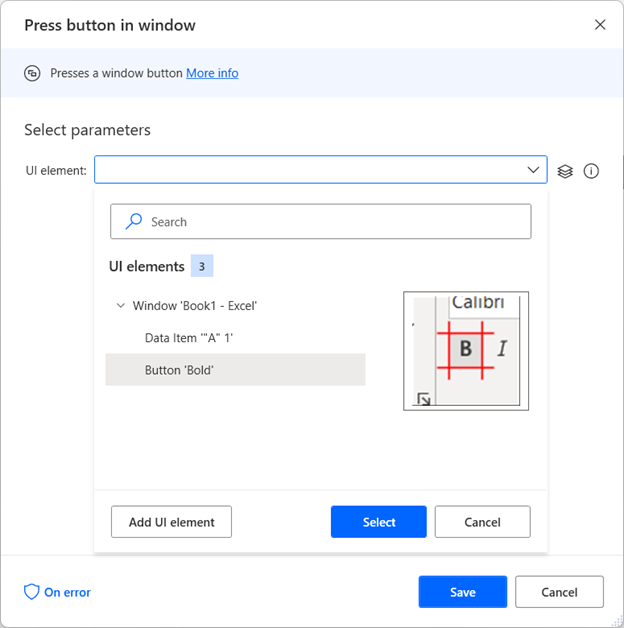 Press button in window
Presses a window button More info
Select parameters
UI element:
Search
UI elements 3
Window 'Book1 - Excel'
Data Item '"A" 1'
Button 'Bold'
Calibri
B I
Add UI element Select Cancel
On error Save Cancel